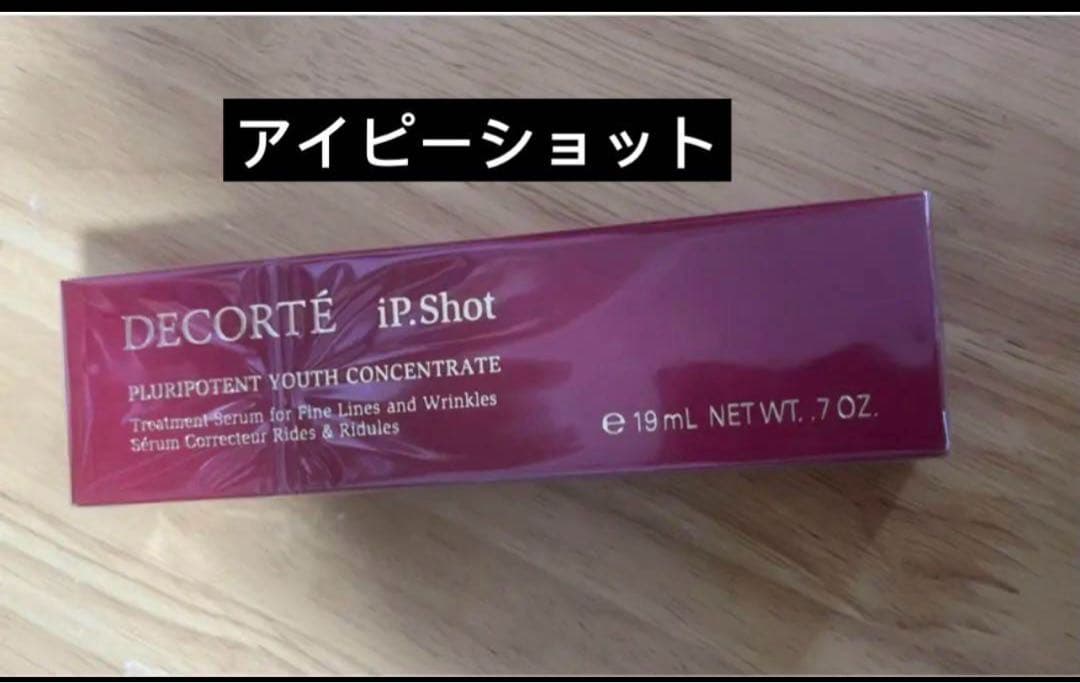 アイピーショット
DECORTÉ iP.Shot
PLURIPOTENT YOUTH CONCENTRATE
Treatment Serum for Fine Lines and Wrinkles
Sérum Correcteur Rides & Ridules
℮ 19 mL NET WT. .7 OZ.